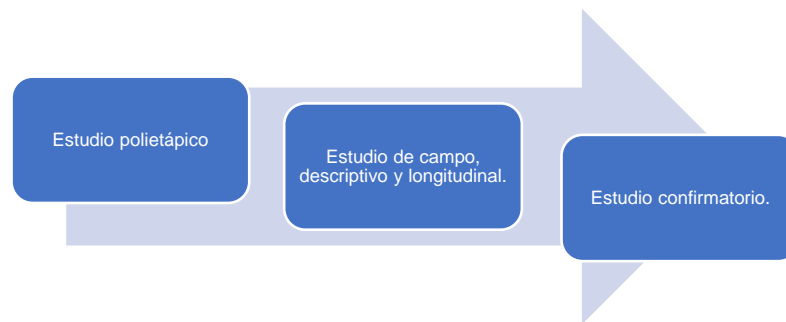 Estudio polietápico
Estudio de campo,
descriptivo y longitudinal.
Estudio confirmatorio.